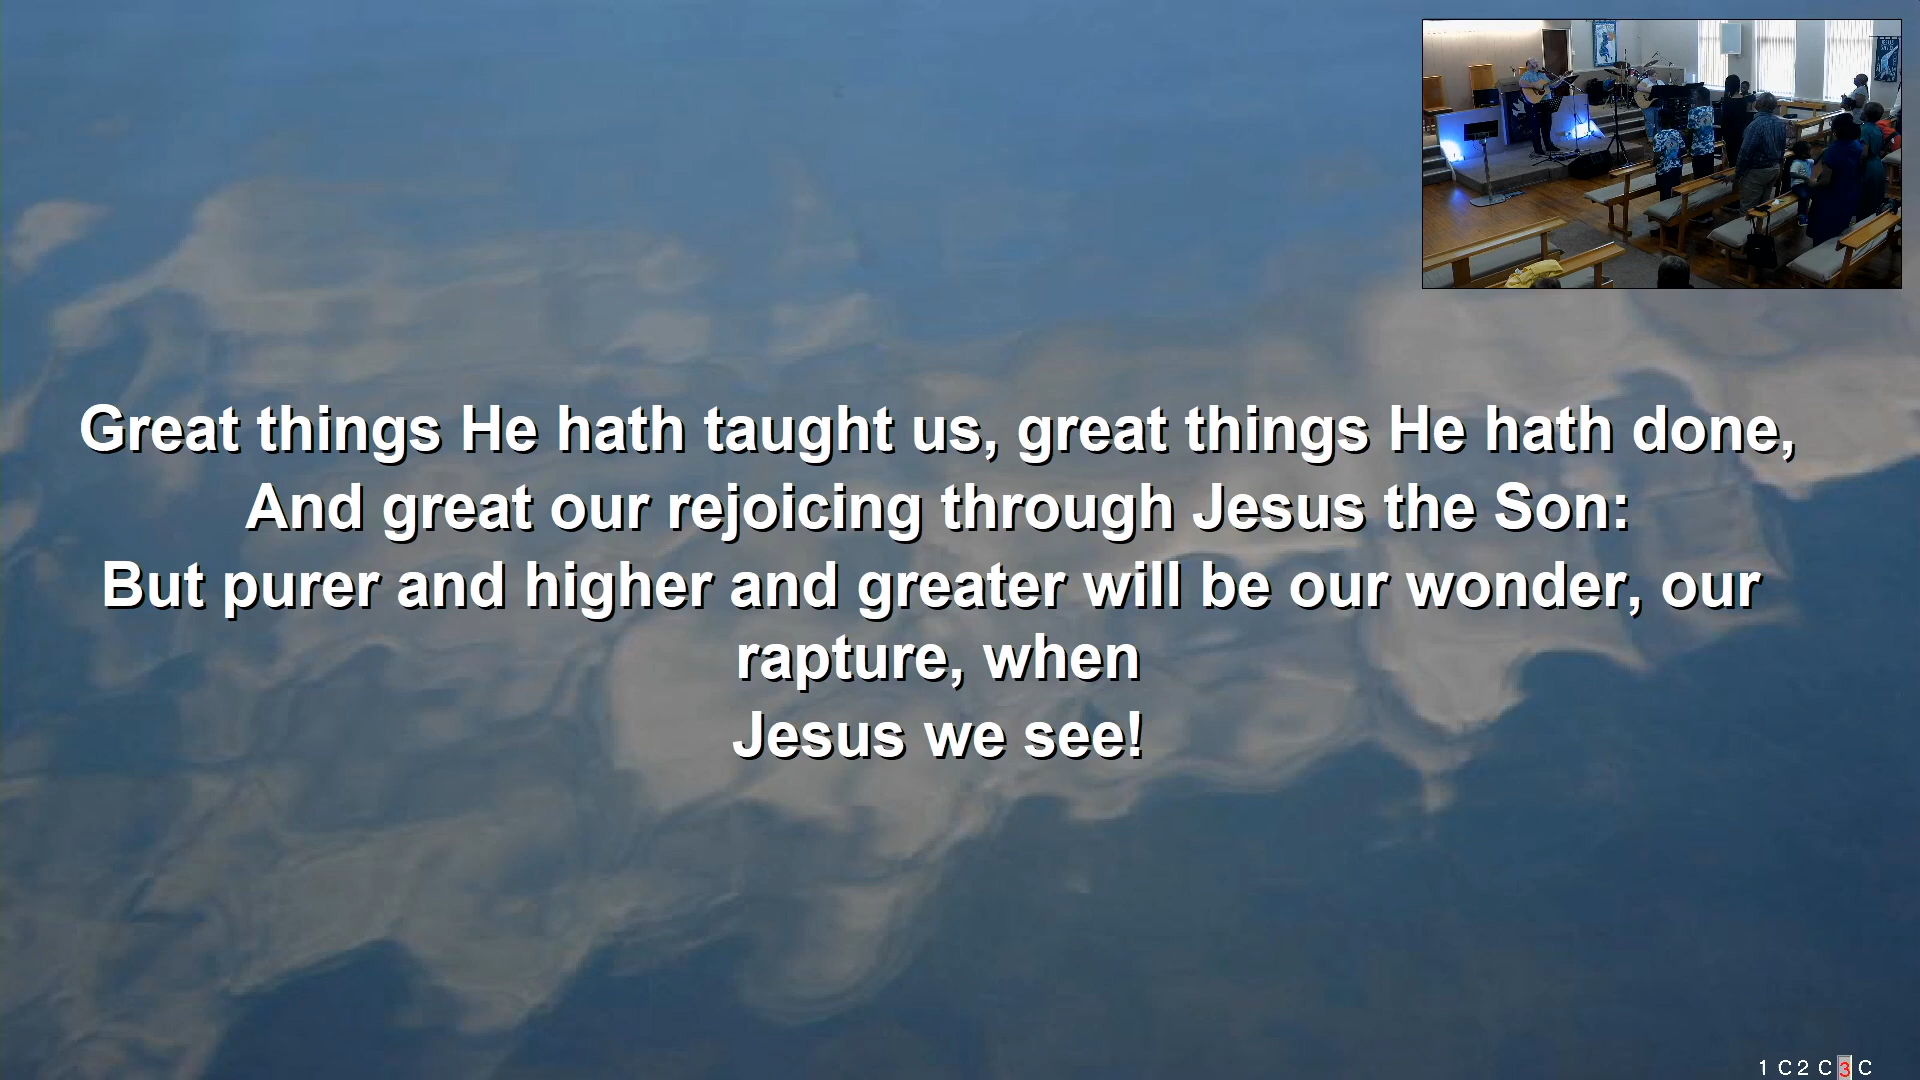 Great things He hath taught us, great things He hath done,
And great our rejoicing through Jesus the Son:
But purer and higher and greater will be our wonder, our
rapture, when
Jesus we see!
1 C 2 C 3 C